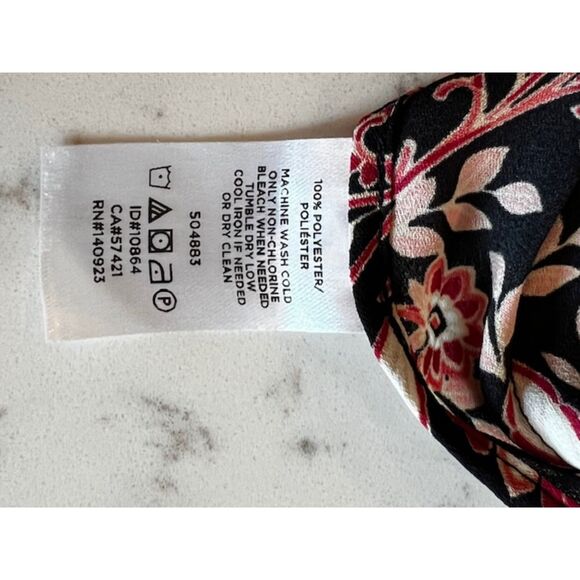 100% POLYESTER/
POLIÉSTER
MACHINE WASH COLD
ONLY NON-CHLORINE
BLEACH WHEN NEEDED
TUMBLE DRY LOW
COOL IRON IF NEEDED
OR DRY CLEAN
504883
P
ID#10864
CA#57421
RN#140923